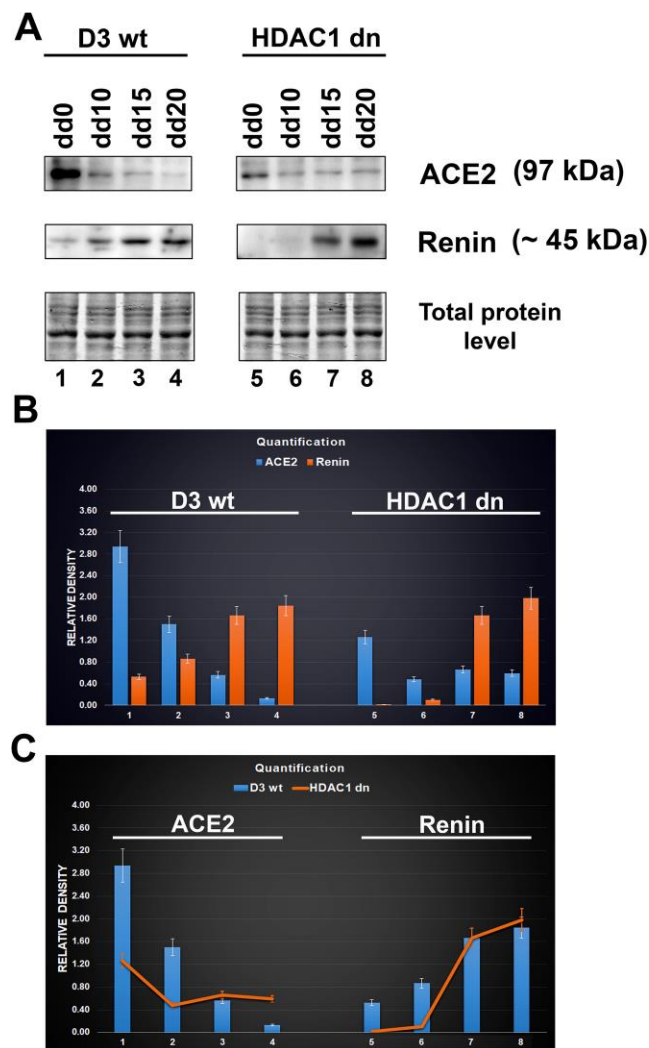 A
D3 wt
HDAC1 dn
dd0
dd10
dd15
dd20
dd0
dd10
dd15
dd20
ACE2 (97 kDa)
Renin (~ 45 kDa)
Total protein
level
1 2 3 4 5 6 7 8
B
Quantification
ACE2 Renin
D3 wt
HDAC1 dn
RELATIVE DENSITY
4.00
3.60
3.20
2.80
2.40
2.00
1.60
1.20
0.80
0.40
0.00
1 2 3 4 5 6 7 8
C
Quantification
D3 wt HDAC1 dn
ACE2
Renin
RELATIVE DENSITY
4.00
3.60
3.20
2.80
2.40
2.00
1.60
1.20
0.80
0.40
0.00
1 2 3 4 5 6 7 8